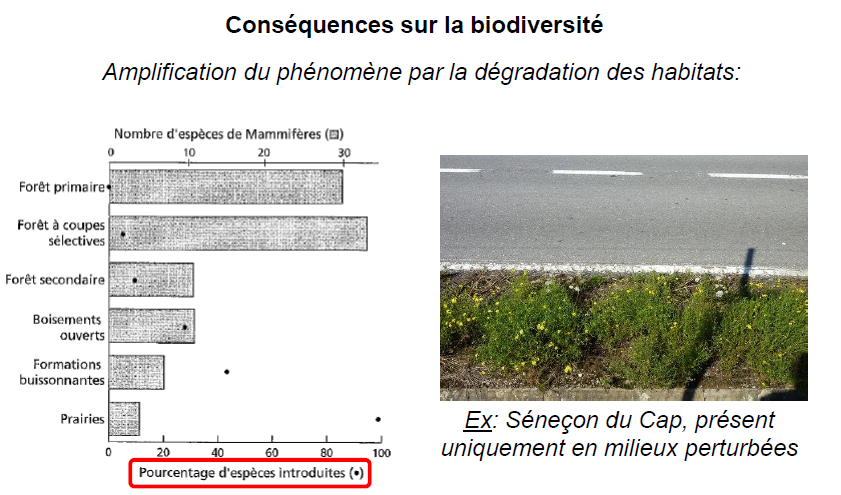 Conséquences sur la biodiversité
Amplification du phénomène par la dégradation des habitats:
Nombre d'espèces de Mammifères (▩)
0 10 20 30
Forêt primaire
Forêt à coupes
sélectives
Forêt secondaire
Boisements
ouverts
Formations
buissonnantes
Prairies
0 20 40 60 80 100
Pourcentage d'espèces introduites (•)
Ex: Séneçon du Cap, présent
uniquement en milieux perturbées